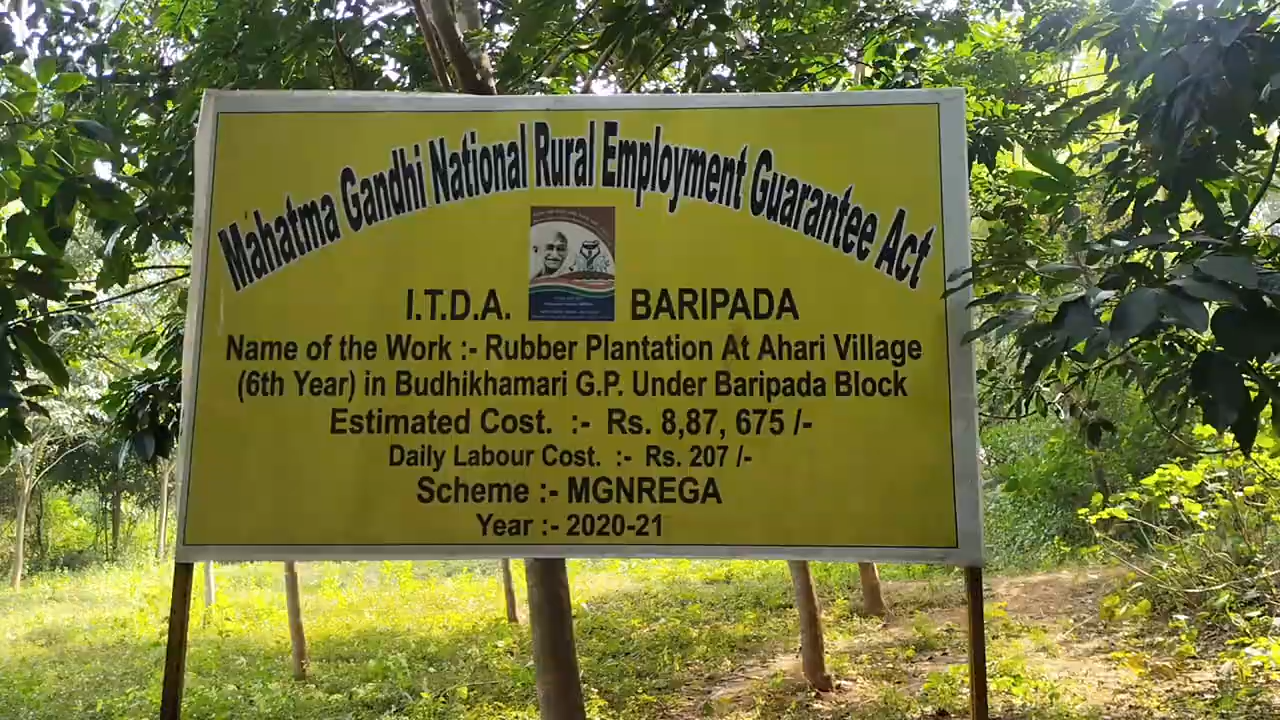 Mahatma Gandhi National Rural Employment Guarantee Act
I.T.D.A. BARIPADA
Name of the Work :- Rubber Plantation At Ahari Village
(6th Year) in Budhikhamari G.P. Under Baripada Block
Estimated Cost. :- Rs. 8,87, 675 /-
Daily Labour Cost. :- Rs. 207 /-
Scheme :- MGNREGA
Year :- 2020-21